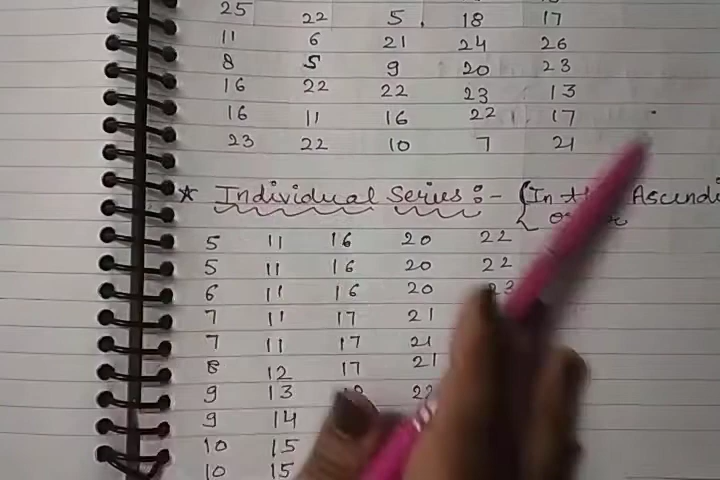 25 22 5 18 17
11 6 21 24 26
8 5 9 20 23
16 22 22 23 13
16 11 16 22 17
23 22 10 7 21
* Individual Series :- (In the Ascendi
5 11 16 20 22
5 11 16 20 22
6 11 16 20 23
7 11 17 21
7 11 17 21
8 12 17 21
9 13 22
9 14
10 15
10 15